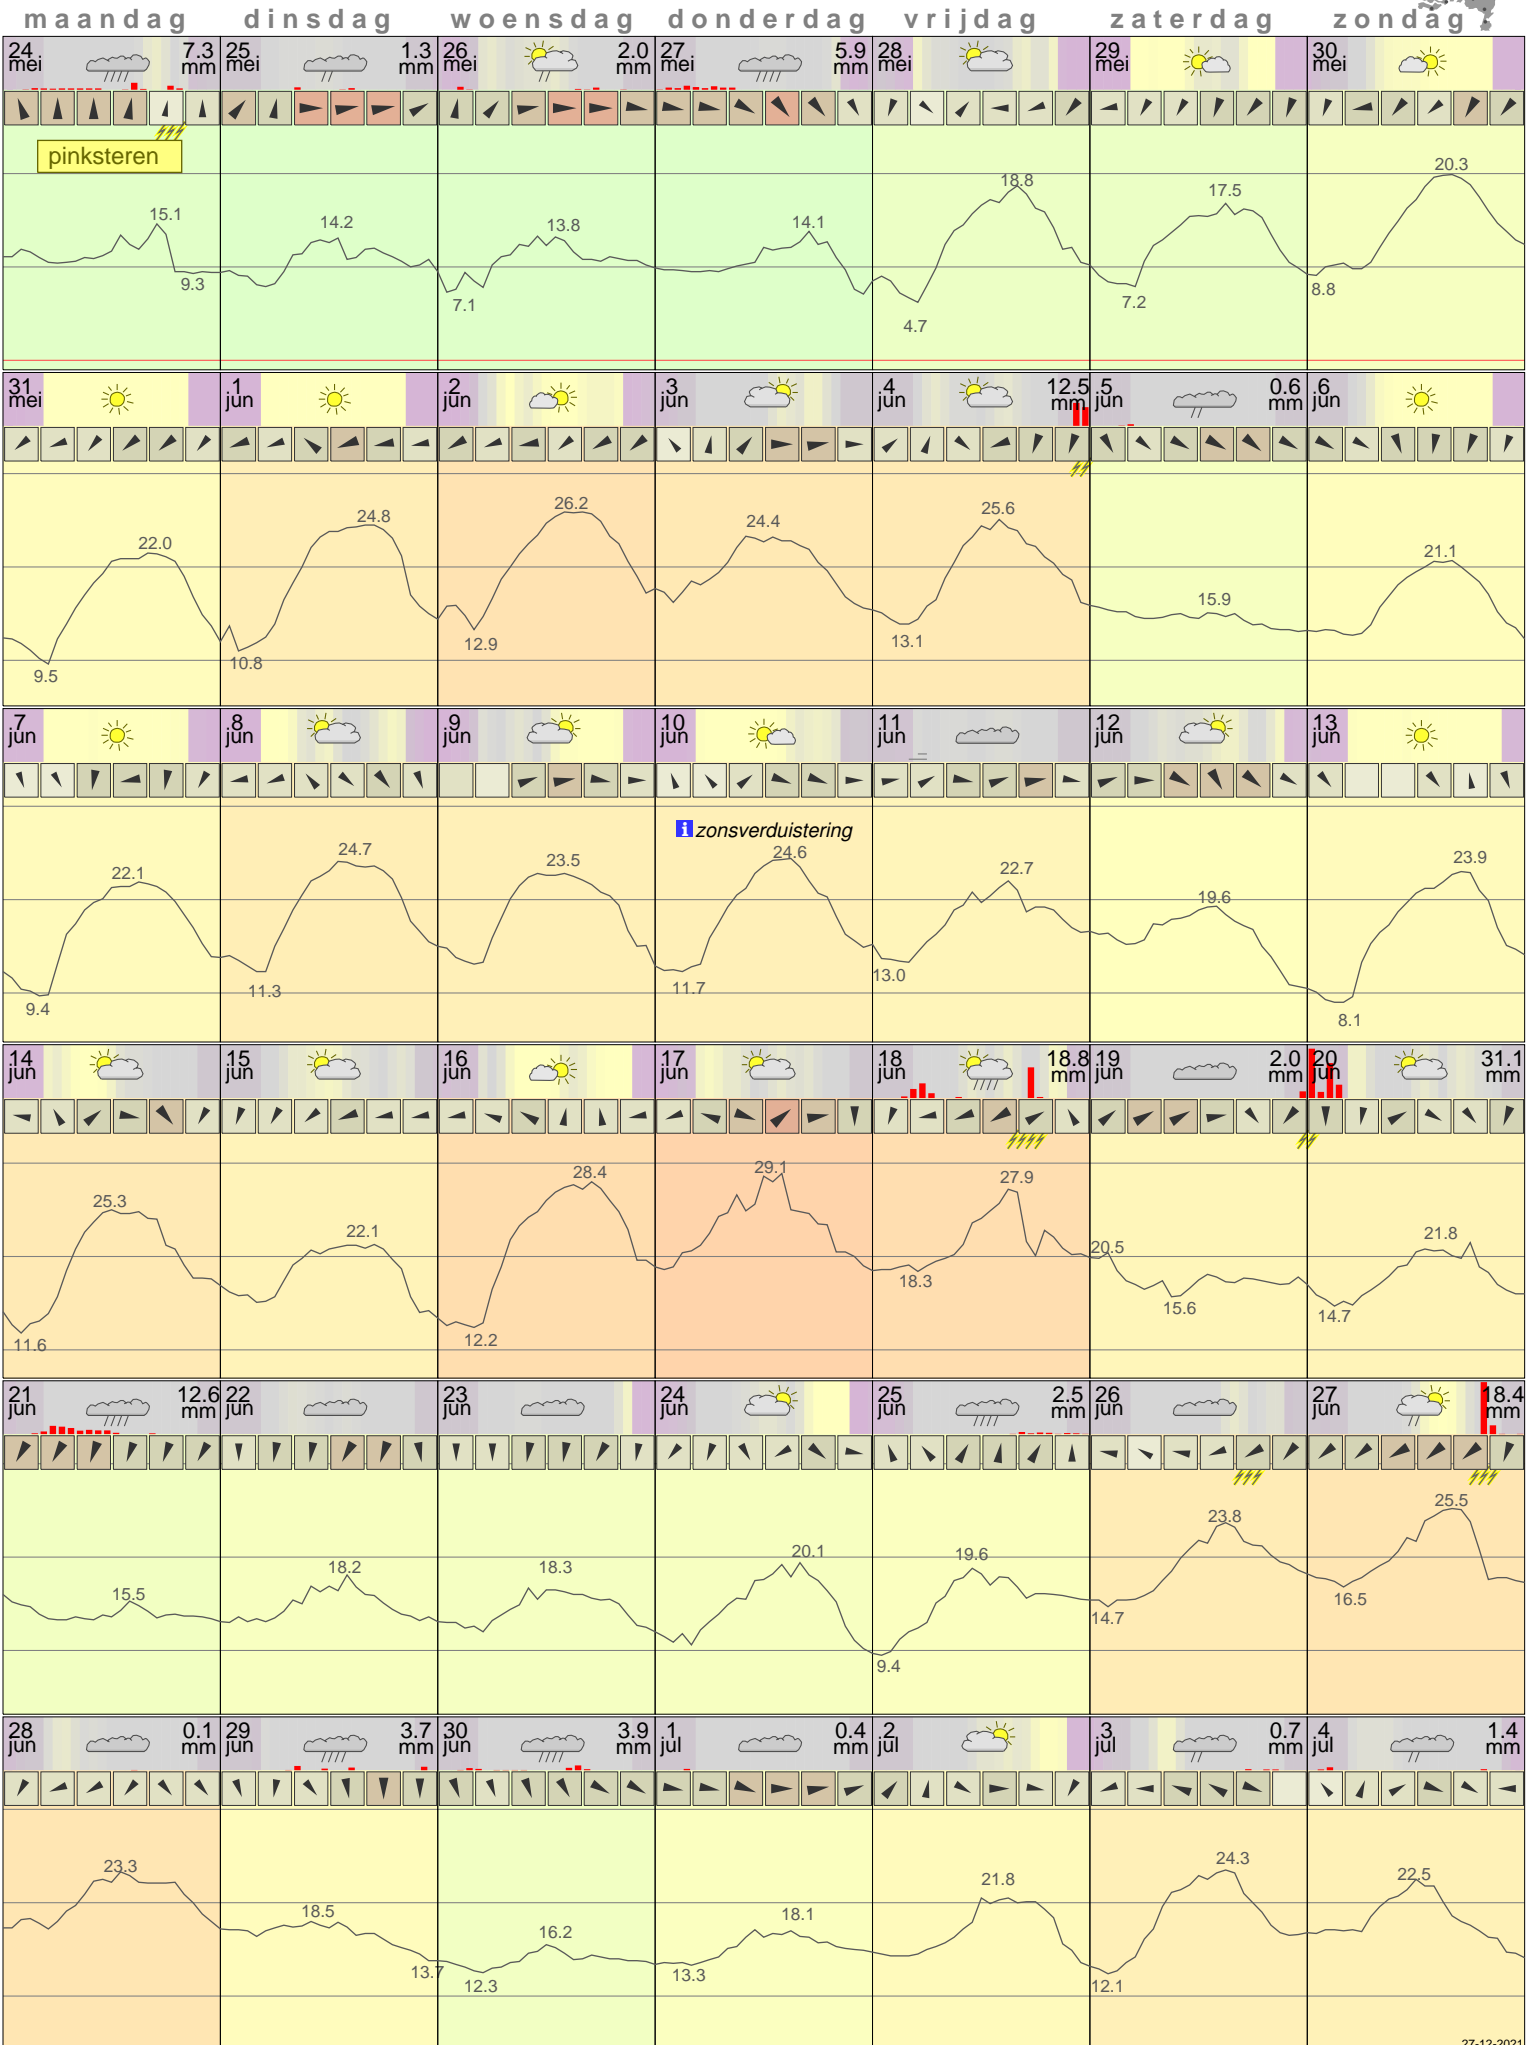 maandag dinsdag woensdag donderdag vrijdag zaterdag zondag
24 mei 7.3 mm 25 mei 1.3 mm 26 mei 2.0 mm 27 mei 5.9 mm 28 mei 29 mei 30 mei
pinksteren
15.1 9.3 14.2 7.1 13.8 14.1 4.7 18.8 7.2 17.5 8.8 20.3
31 mei 1 jun 2 jun 3 jun 4 jun 12.5 mm 5 jun 0.6 mm 6 jun
9.5 22.0 10.8 24.8 12.9 26.2 24.4 13.1 25.6 15.9 21.1
7 jun 8 jun 9 jun 10 jun 11 jun 12 jun 13 jun
i zonsverduistering
9.4 22.1 11.3 24.7 23.5 11.7 24.6 13.0 22.7 19.6 8.1 23.9
14 jun 15 jun 16 jun 17 jun 18 jun 18.8 mm 19 jun 2.0 mm 20 jun 31.1 mm
11.6 25.3 22.1 12.2 28.4 29.1 18.3 27.9 20.5 15.6 14.7 21.8
21 jun 12.6 mm 22 jun 23 jun 24 jun 25 jun 2.5 mm 26 jun 27 jun 18.4 mm
15.5 18.2 18.3 20.1 9.4 19.6 14.7 23.8 16.5 25.5
28 jun 0.1 mm 29 jun 3.7 mm 30 jun 3.9 mm 1 jul 0.4 mm 2 jul 3 jul 0.7 mm 4 jul 1.4 mm
23.3 18.5 13.7 12.3 16.2 13.3 18.1 21.8 12.1 24.3 22.5
27-12-2021